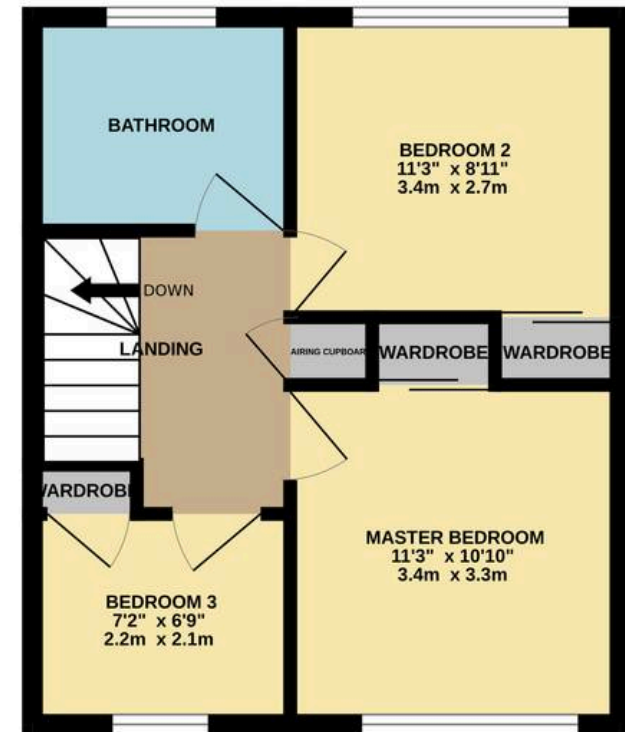 BATHROOM
BEDROOM 2
11'3" x 8'11"
3.4m x 2.7m
DOWN
LANDING
AIRING CUPBOAR
WARDROBE
WARDROBE
WARDROBE
MASTER BEDROOM
11'3" x 10'10"
3.4m x 3.3m
BEDROOM 3
7'2" x 6'9"
2.2m x 2.1m